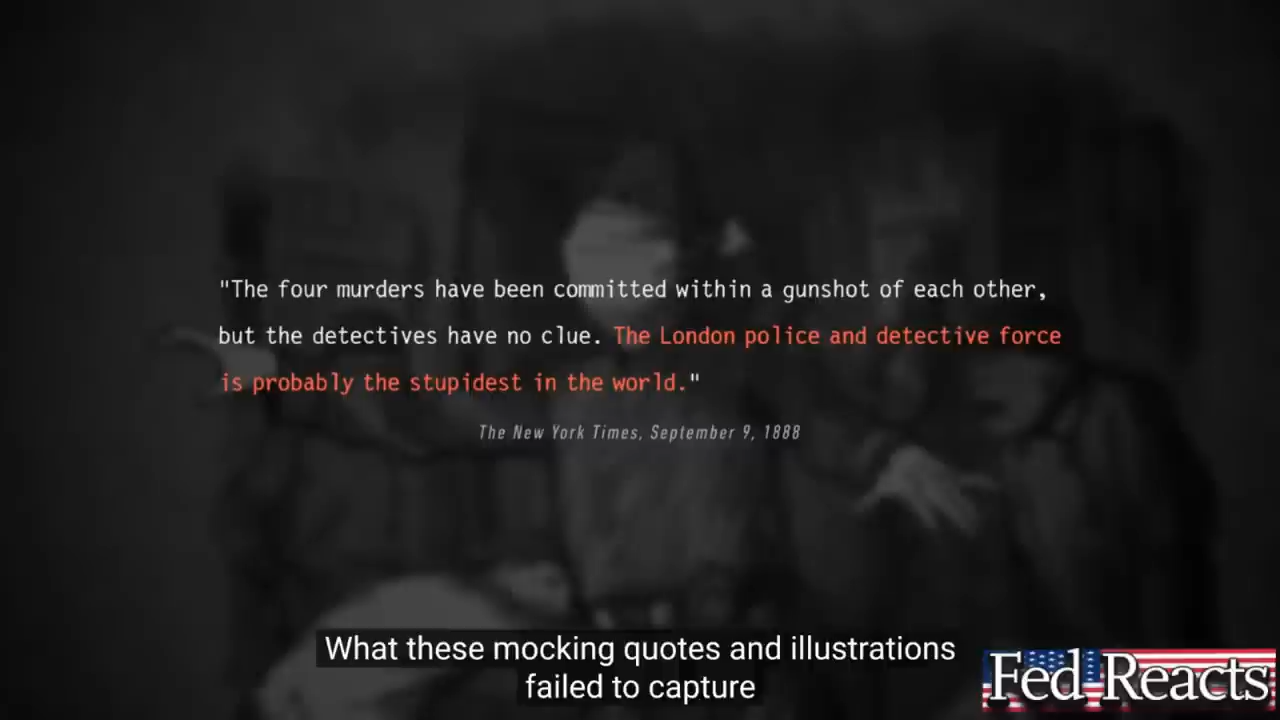 "The four murders have been committed within a gunshot of each other,
but the detectives have no clue. The London police and detective force
is probably the stupidest in the world."
The New York Times, September 9, 1888
What these mocking quotes and illustrations
failed to capture
Fed Reacts